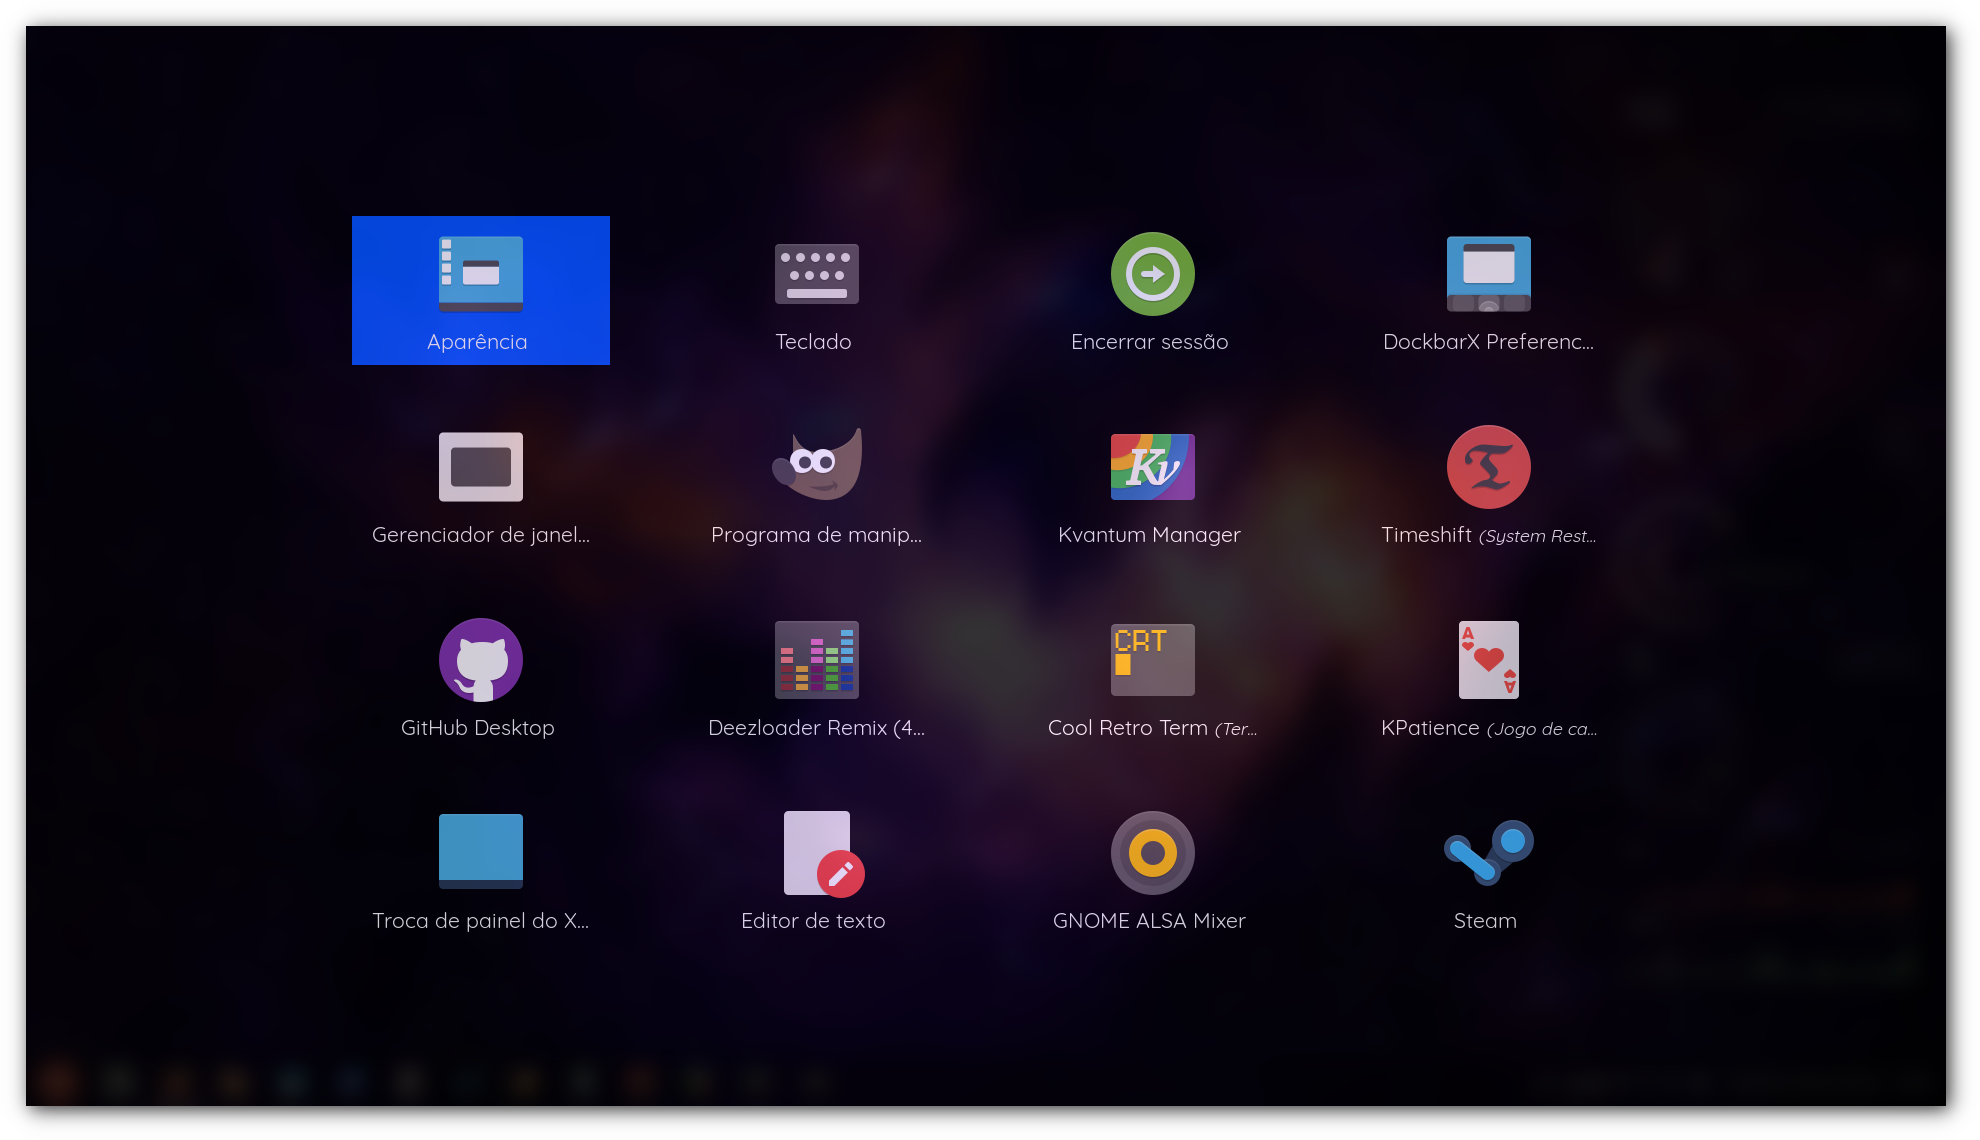 Aparência
Teclado
Encerrar sessão
DockbarX Preferenc...
Gerenciador de janel...
Programa de manip...
Kv
Kvantum Manager
T
Timeshift (System Rest...
GitHub Desktop
Deezloader Remix (4...
CRT
Cool Retro Term (Ter...
A
A
KPatience (Jogo de ca...
Troca de painel do X...
Editor de texto
GNOME ALSA Mixer
Steam